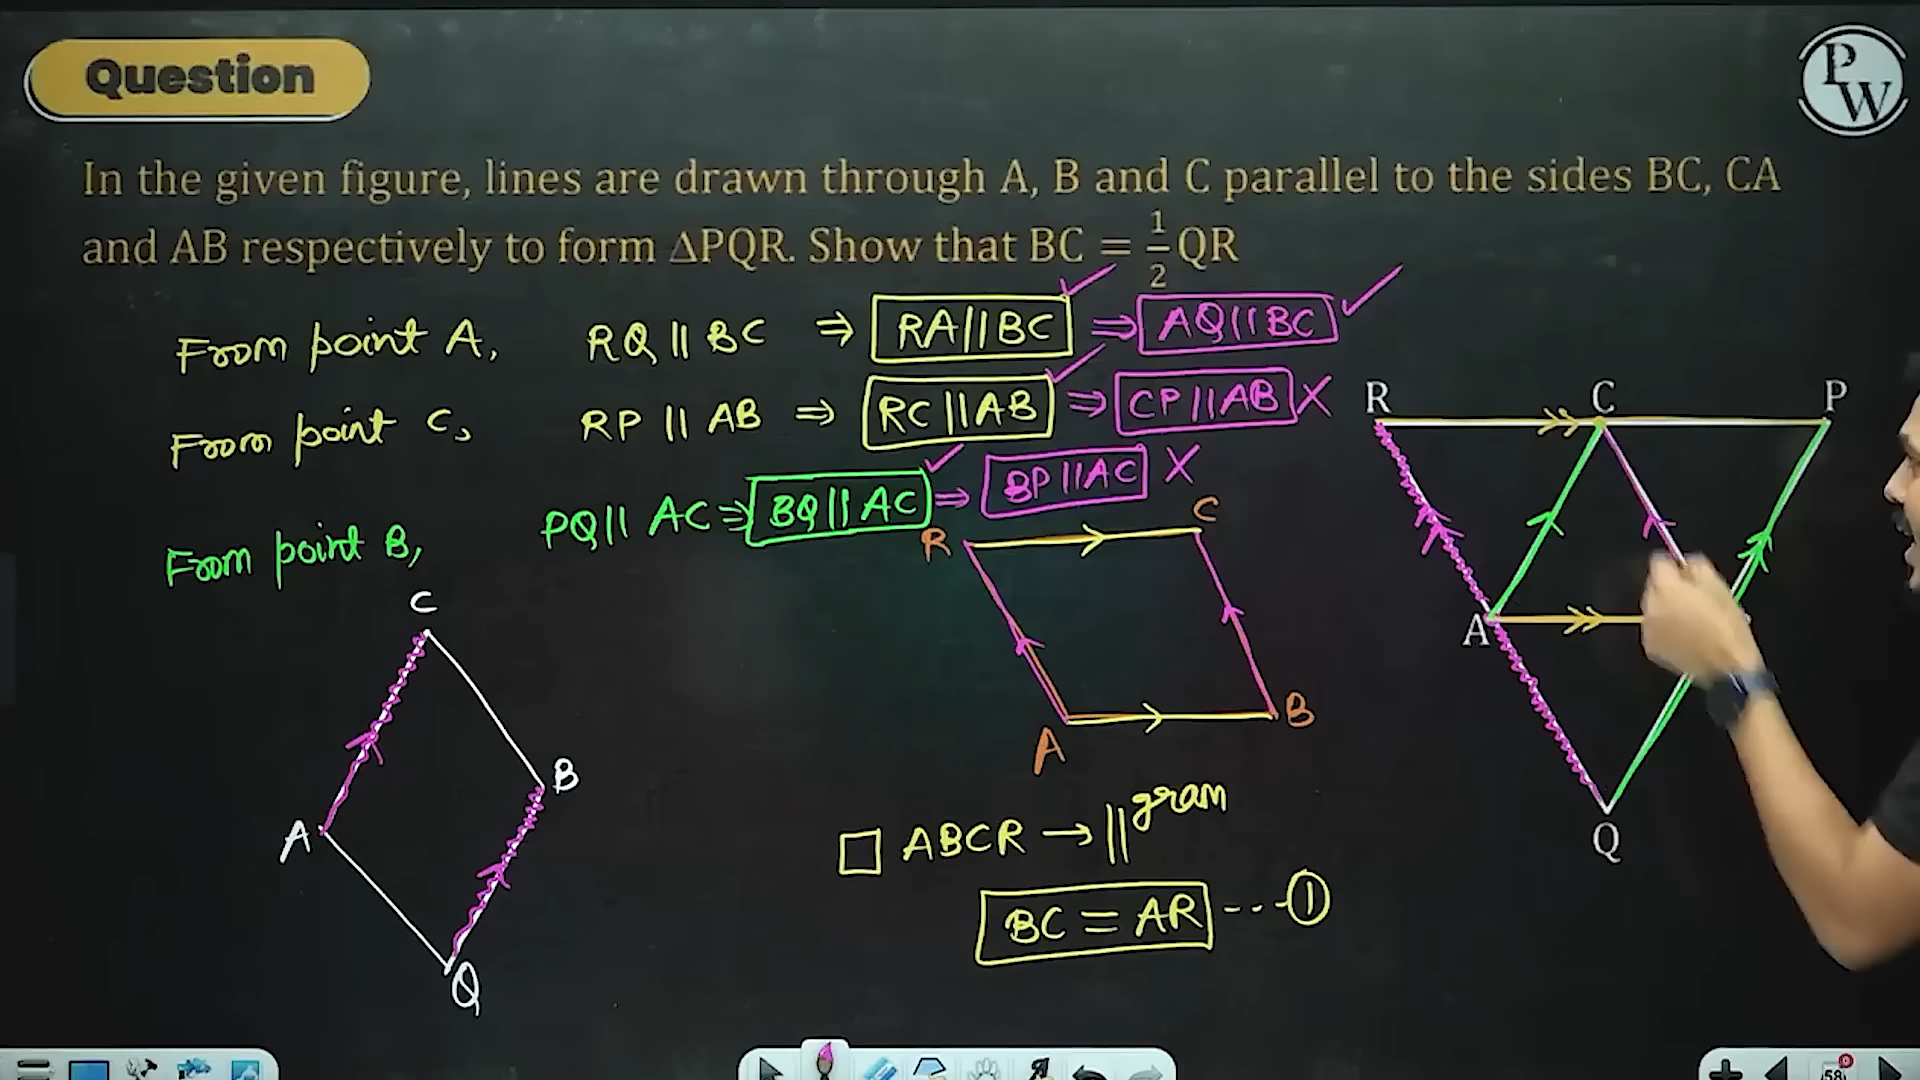 Question
PW
In the given figure, lines are drawn through A, B and C parallel to the sides BC, CA
and AB respectively to form ΔPQR. Show that BC = 1/2 QR
From point A, RQ || BC ⇒ RA||BC ⇒ AQ||BC ✓
From point C, RP || AB ⇒ RC||AB ⇒ CP||AB X
From point B, PQ|| AC ⇒ BQ||AC ⇒ BP||AC X
R C P
A
Q
R C
A B
C
B
A
Q
□ ABCR → ||gram
BC = AR ---①
58